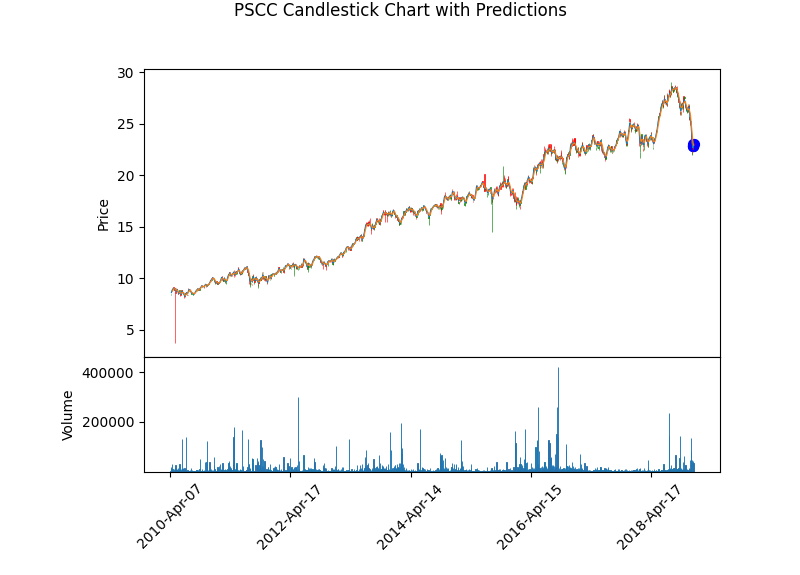 PSCC Candlestick Chart with Predictions
30
25
20
15
10
5
Price
400000
200000
Volume
2010-Apr-07
2012-Apr-17
2014-Apr-14
2016-Apr-15
2018-Apr-17